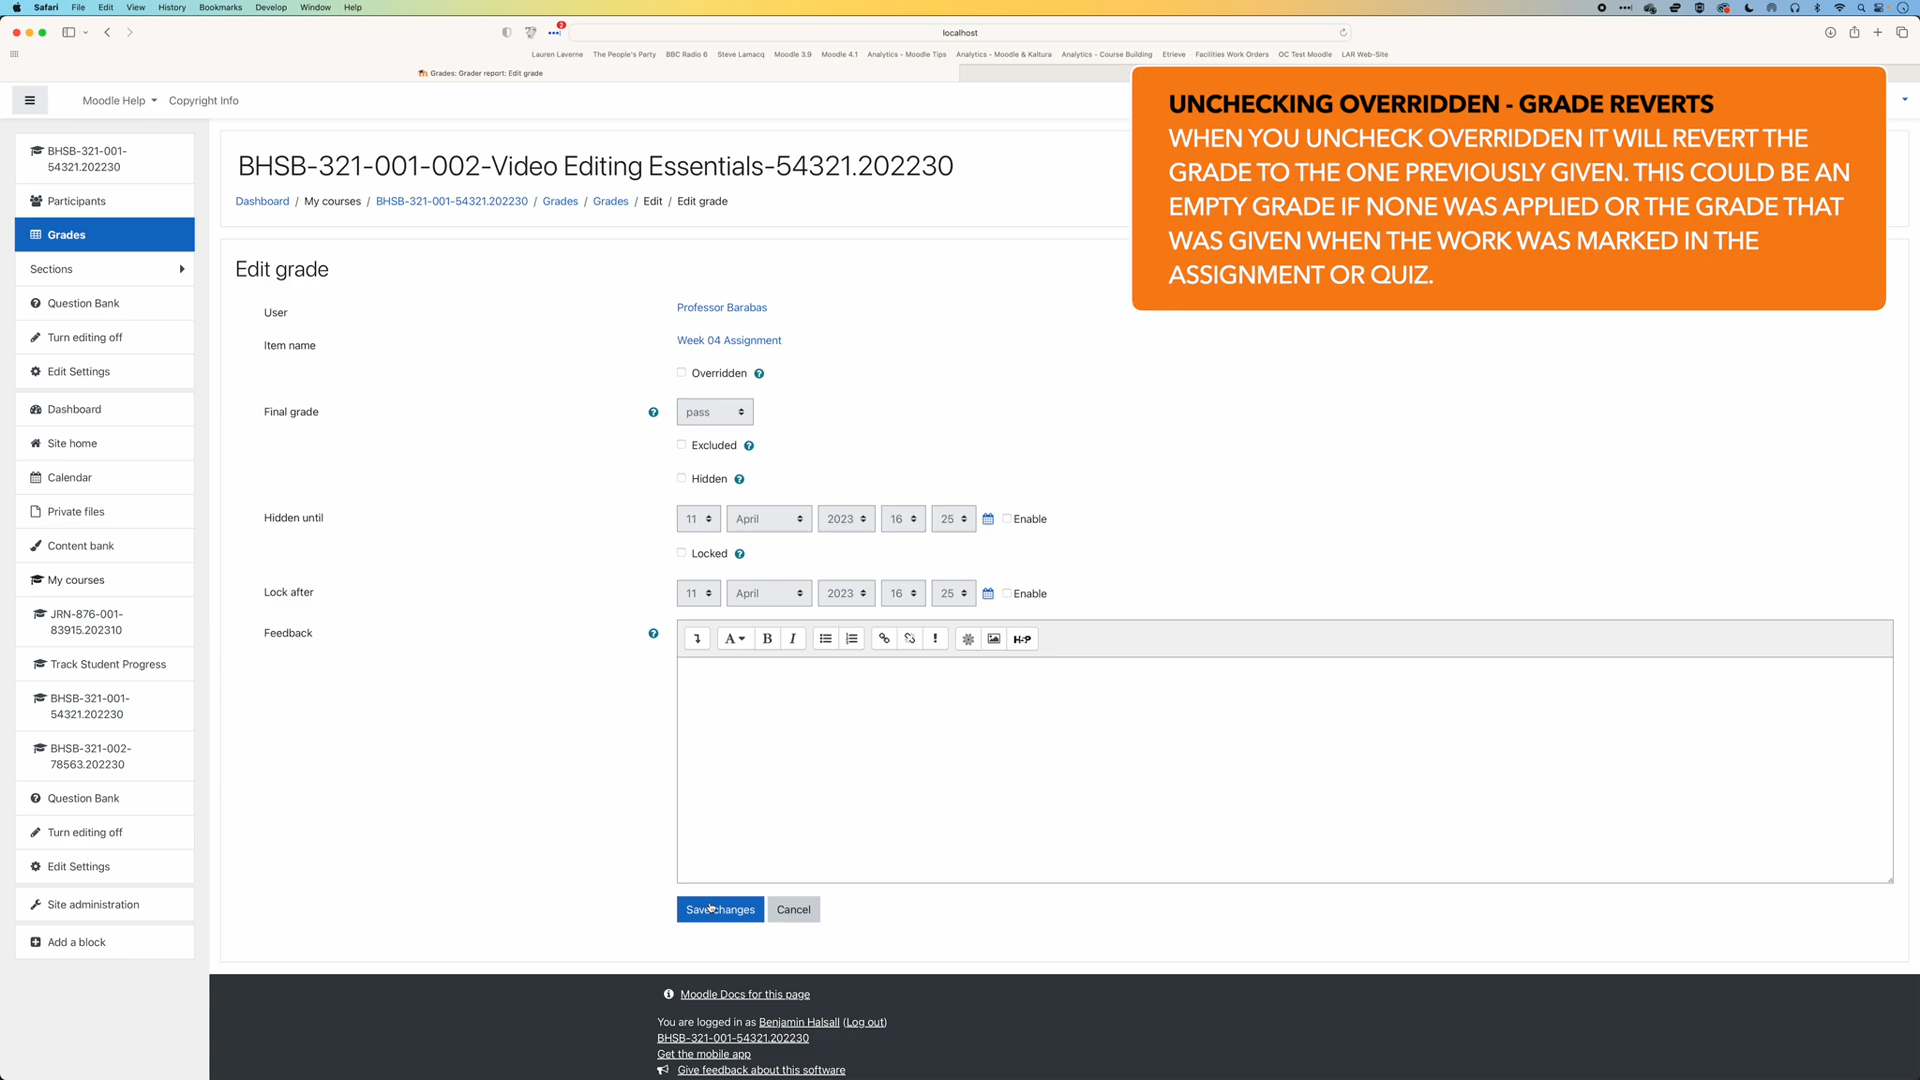 Safari File Edit View History Bookmarks Develop Window Help
2
localhost
Lauren Laverne The People's Party BBC Radio 6 Steve Lamacq Moodle 3.9 Moodle 4.1 Analytics - Moodle Tips Analytics - Moodle & Kaltura Analytics - Course Building Etrieve Facilities Work Orders OC Test Moodle LAR Web-Site
Grades: Grader report: Edit grade
Moodle Help Copyright Info
UNCHECKING OVERRIDDEN - GRADE REVERTS
WHEN YOU UNCHECK OVERRIDDEN IT WILL REVERT THE
GRADE TO THE ONE PREVIOUSLY GIVEN. THIS COULD BE AN
EMPTY GRADE IF NONE WAS APPLIED OR THE GRADE THAT
WAS GIVEN WHEN THE WORK WAS MARKED IN THE
ASSIGNMENT OR QUIZ.
BHSB-321-001-
54321.202230
Participants
Grades
Sections
Question Bank
Turn editing off
Edit Settings
Dashboard
Site home
Calendar
Private files
Content bank
My courses
JRN-876-001-
83915.202310
Track Student Progress
BHSB-321-001-
54321.202230
BHSB-321-002-
78563.202230
Question Bank
Turn editing off
Edit Settings
Site administration
Add a block
BHSB-321-001-002-Video Editing Essentials-54321.202230
Dashboard / My courses / BHSB-321-001-54321.202230 / Grades / Grades / Edit / Edit grade
Edit grade
User Professor Barabas
Item name Week 04 Assignment
Overridden
Final grade pass
Excluded
Hidden
Hidden until 11 April 2023 16 25 Enable
Locked
Lock after 11 April 2023 16 25 Enable
Feedback
A B I H5P
Save changes Cancel
Moodle Docs for this page
You are logged in as Benjamin Halsall (Log out)
BHSB-321-001-54321.202230
Get the mobile app
Give feedback about this software